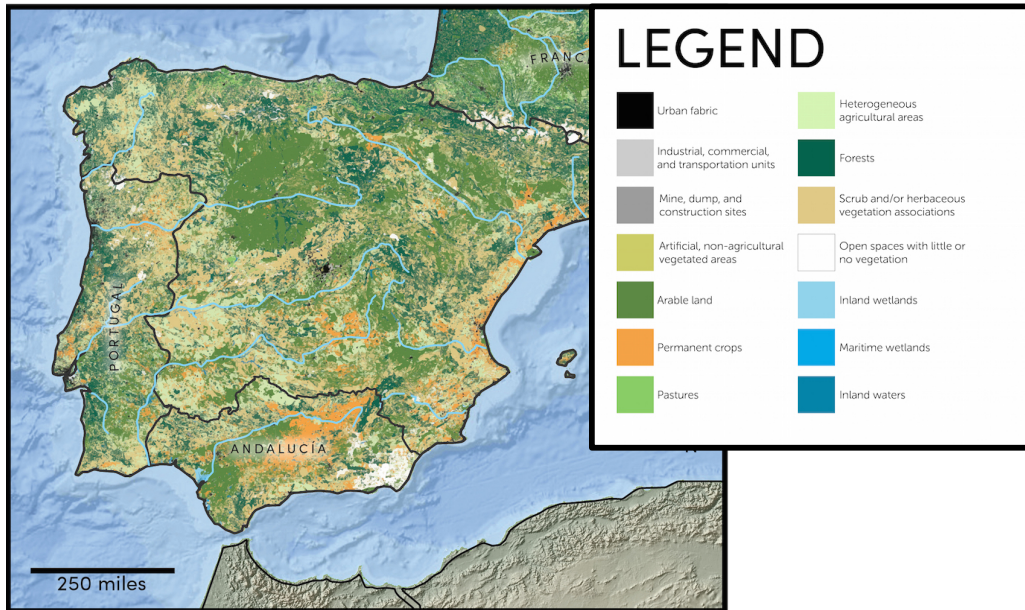 FRANC
PORTUGAL
ANDALUCÍA
250 miles
LEGEND
Urban fabric
Industrial, commercial,
and transportation units
Mine, dump, and
construction sites
Artificial, non-agricultural
vegetated areas
Arable land
Permanent crops
Pastures
Heterogeneous
agricultural areas
Forests
Scrub and/or herbaceous
vegetation associations
Open spaces with little or
no vegetation
Inland wetlands
Maritime wetlands
Inland waters